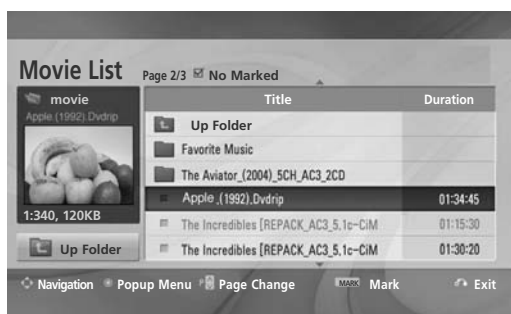 Movie List Page 2/3 No Marked
movie
Apple.(1992).Dvdrip
1:340, 120KB
Up Folder
Title Duration
Up Folder
Favorite Music
The Aviator_(2004)_5CH_AC3_2CD
Apple.(1992).Dvdrip 01:34:45
The Incredibles [REPACK_AC3_5.1c-CiM 01:15:30
The Incredibles [REPACK_AC3_5.1c-CiM 01:30:20
Navigation Popup Menu P Page Change MARK Mark Exit